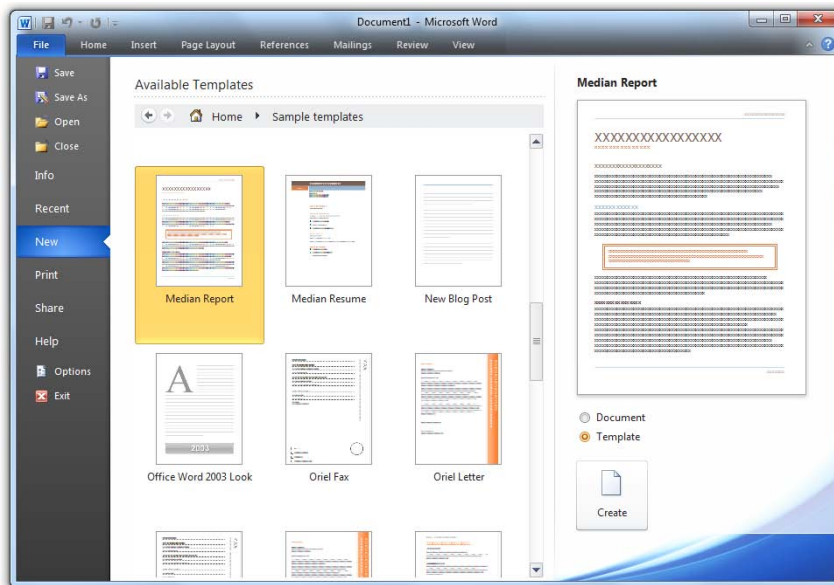 Document1 - Microsoft Word
File Home Insert Page Layout References Mailings Review View
Save
Save As
Open
Close
Info
Recent
New
Print
Share
Help
Options
Exit
Available Templates
Home Sample templates
Median Report
Median Resume
New Blog Post
A
2003
Office Word 2003 Look
Oriel Fax
Oriel Letter
Median Report
XXXXXXXXXXXXXXXXX
Document
Template
Create